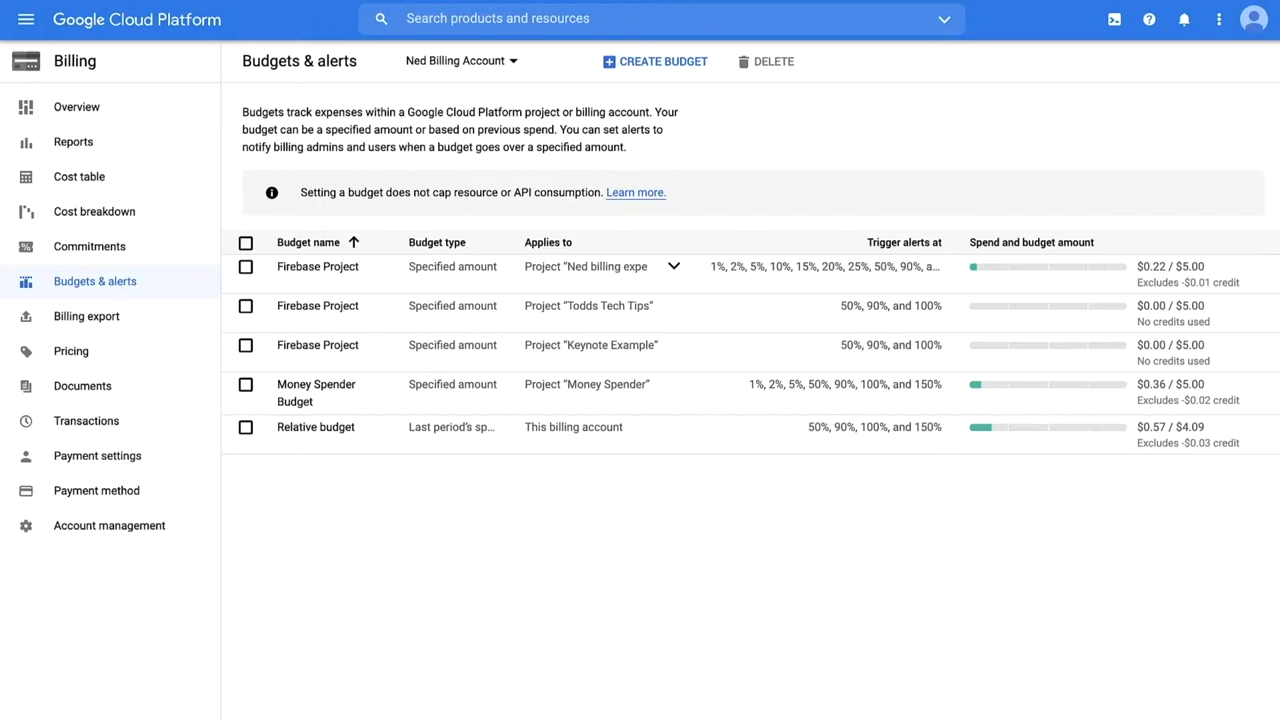 Google Cloud Platform
Search products and resources
Billing
Budgets & alerts
Ned Billing Account
CREATE BUDGET
DELETE
Overview
Reports
Cost table
Cost breakdown
Commitments
Budgets & alerts
Billing export
Pricing
Documents
Transactions
Payment settings
Payment method
Account management
Budgets track expenses within a Google Cloud Platform project or billing account. Your
budget can be a specified amount or based on previous spend. You can set alerts to
notify billing admins and users when a budget goes over a specified amount.
Setting a budget does not cap resource or API consumption. Learn more.
Budget name Budget type Applies to Trigger alerts at Spend and budget amount
Firebase Project Specified amount Project “Ned billing expe 1%, 2%, 5%, 10%, 15%, 20%, 25%, 50%, 90%, a... $0.22 / $5.00
Excludes -$0.01 credit
Firebase Project Specified amount Project “Todds Tech Tips” 50%, 90%, and 100% $0.00 / $5.00
No credits used
Firebase Project Specified amount Project “Keynote Example” 50%, 90%, and 100% $0.00 / $5.00
No credits used
Money Spender Specified amount Project “Money Spender” 1%, 2%, 5%, 50%, 90%, 100%, and 150% $0.36 / $5.00
Budget Excludes -$0.02 credit
Relative budget Last period’s sp... This billing account 50%, 90%, 100%, and 150% $0.57 / $4.09
Excludes -$0.03 credit